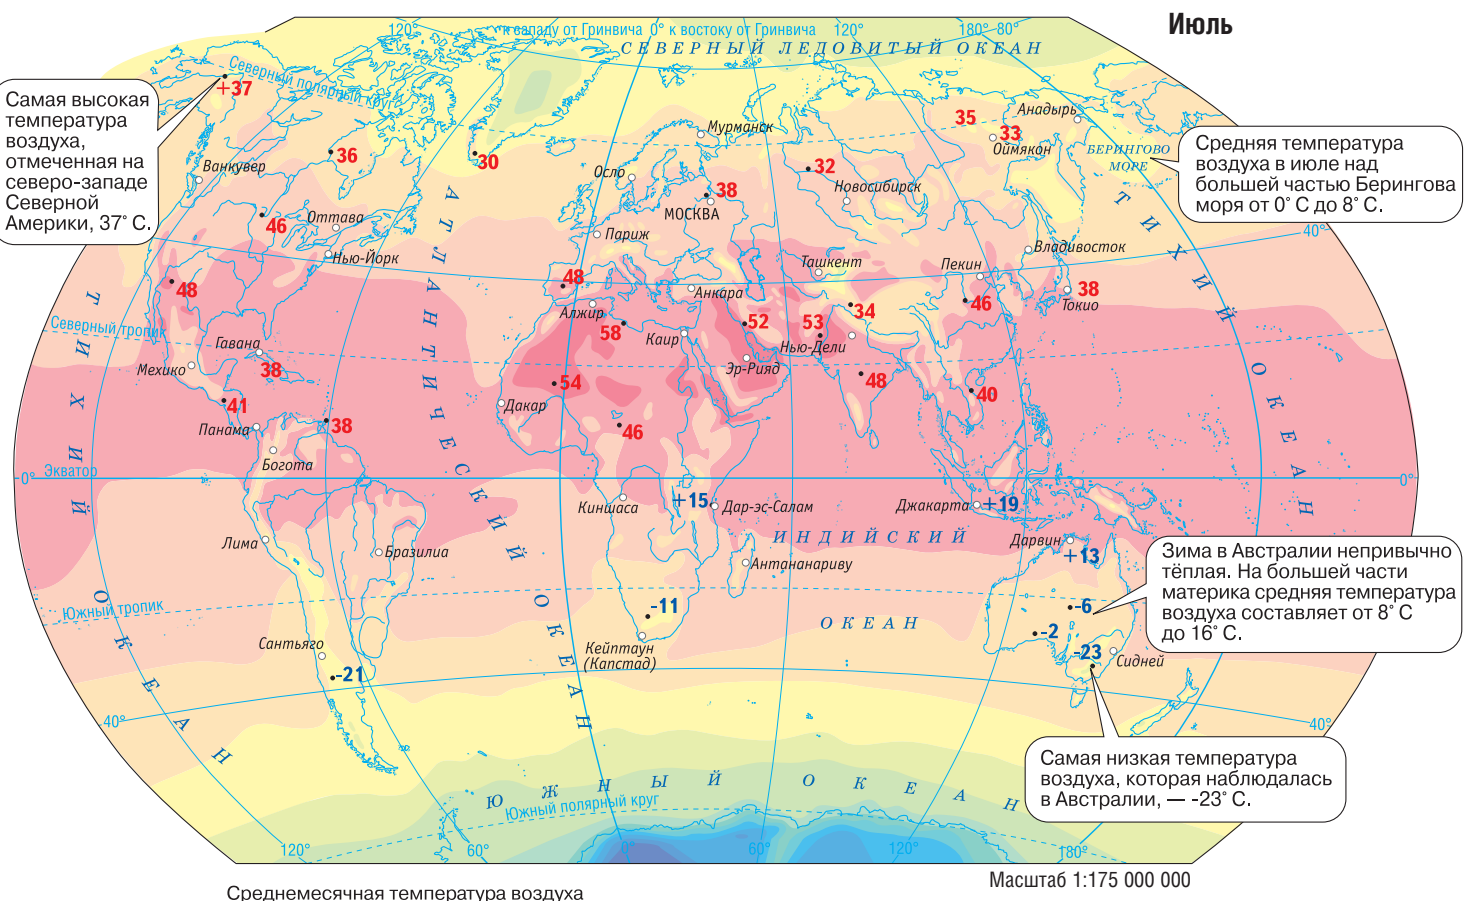 Июль
120° к западу от Гринвича 0° к востоку от Гринвича 120° 180° 80°
СЕВЕРНЫЙ ЛЕДОВИТЫЙ ОКЕАН
Северный полярный круг
+37
Самая высокая
температура
воздуха,
отмеченная на
северо-западе
Северной
Америки, 37° С.
Ванкувер
36
30
Мурманск
35
Анадырь
33
Оймякон
БЕРИНГОВО
МОРЕ
Средняя температура
воздуха в июле над
большей частью Берингова
моря от 0° С до 8° С.
Осло
38
МОСКВА
32
Новосибирск
46
Оттава
Нью-Йорк
Париж
Владивосток
40°
48
48
Ташкент
Пекин
Анкара
34
46
38
Токио
Северный тропик
Алжир
58
Каир
52
53
Нью-Дели
Гавана
38
Мехико
Эр-Рияд
54
48
40
41
Дакар
Панама
38
46
Богота
0° Экватор
0°
Киншаса
+15
Дар-эс-Салам
Джакарта
+19
Лима
Бразилиа
ИНДИЙСКИЙ
ОКЕАН
Антананариву
Дарвин
+13
Зима в Австралии непривычно
тёплая. На большей части
материка средняя температура
воздуха составляет от 8° С
до 16° С.
Южный тропик
-11
-6
-2
-23
Сидней
Сантьяго
-21
Кейптаун
(Капстад)
40°
40°
ТИХИЙ ОКЕАН
АТЛАНТИЧЕСКИЙ ОКЕАН
ТИХИЙ ОКЕАН
Самая низкая температура
воздуха, которая наблюдалась
в Австралии, — -23° С.
ЮЖНЫЙ ОКЕАН
Южный полярный круг
120° 60° 0° 60° 120° 180°
Масштаб 1:175 000 000
Среднемесячная температура воздуха